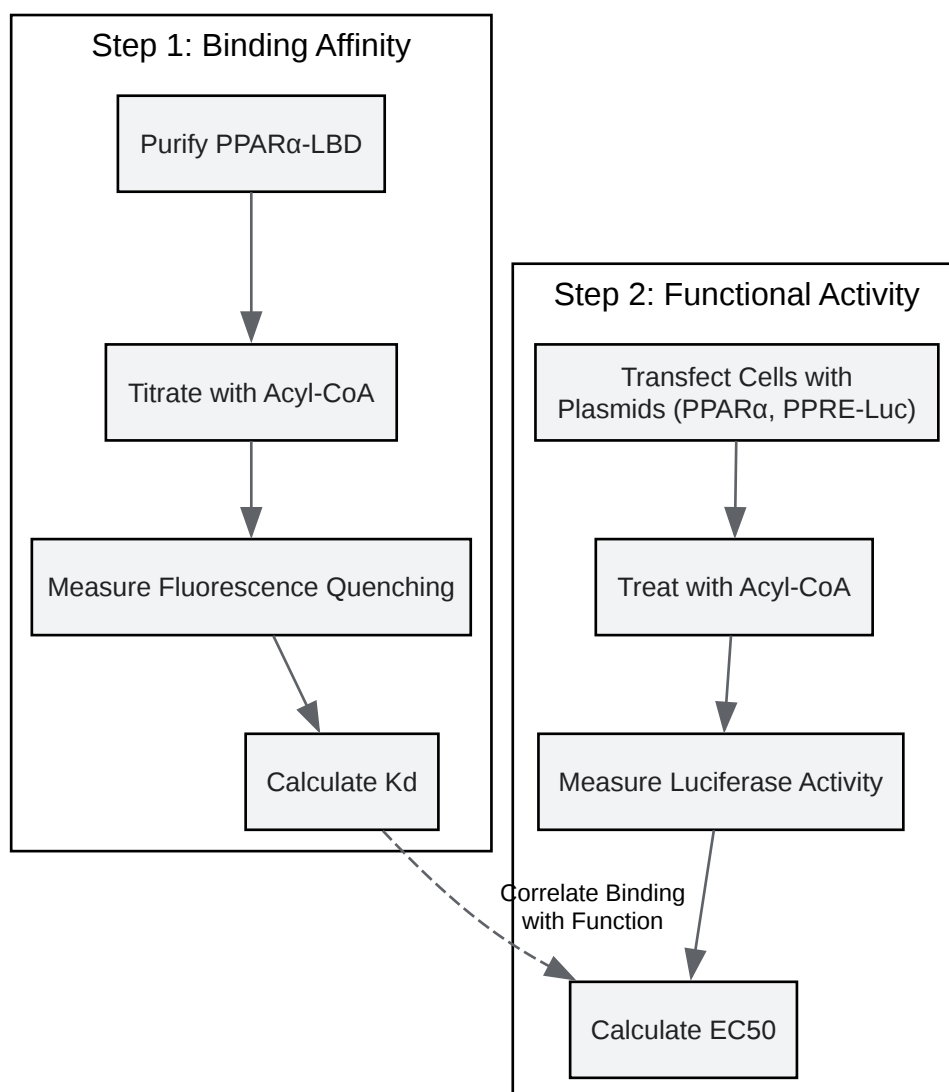 Step 1: Binding Affinity
Purify PPARα-LBD
Titrate with Acyl-CoA
Measure Fluorescence Quenching
Calculate Kd
Step 2: Functional Activity
Transfect Cells with
Plasmids (PPARα, PPRE-Luc)
Treat with Acyl-CoA
Measure Luciferase Activity
Correlate Binding
with Function
Calculate EC50